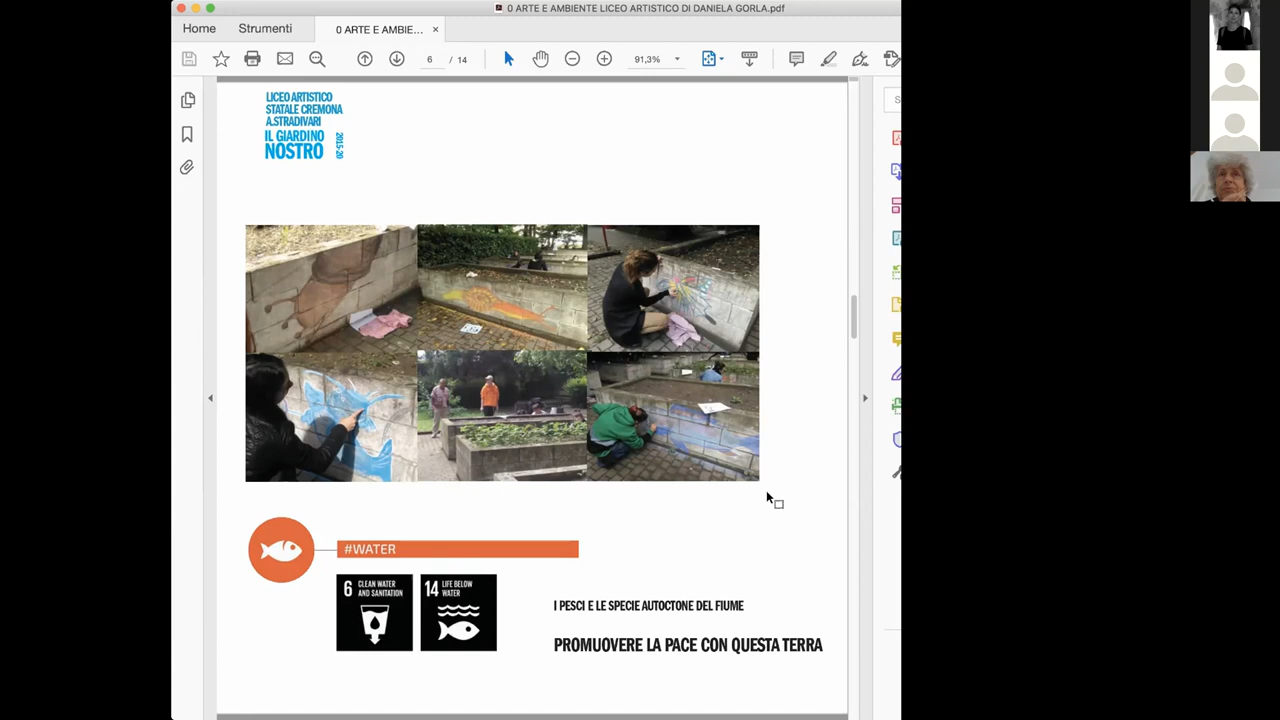 0 ARTE E AMBIENTE LICEO ARTISTICO DI DANIELA GORLA.pdf
Home
Strumenti
0 ARTE E AMBIE...
6 / 14
91,3%
LICEO ARTISTICO
STATALE CREMONA
A.STRADIVARI
IL GIARDINO
NOSTRO
2015-20
#WATER
6 CLEAN WATER
AND SANITATION
14 LIFE BELOW
WATER
I PESCI E LE SPECIE AUTOCTONE DEL FIUME
PROMUOVERE LA PACE CON QUESTA TERRA